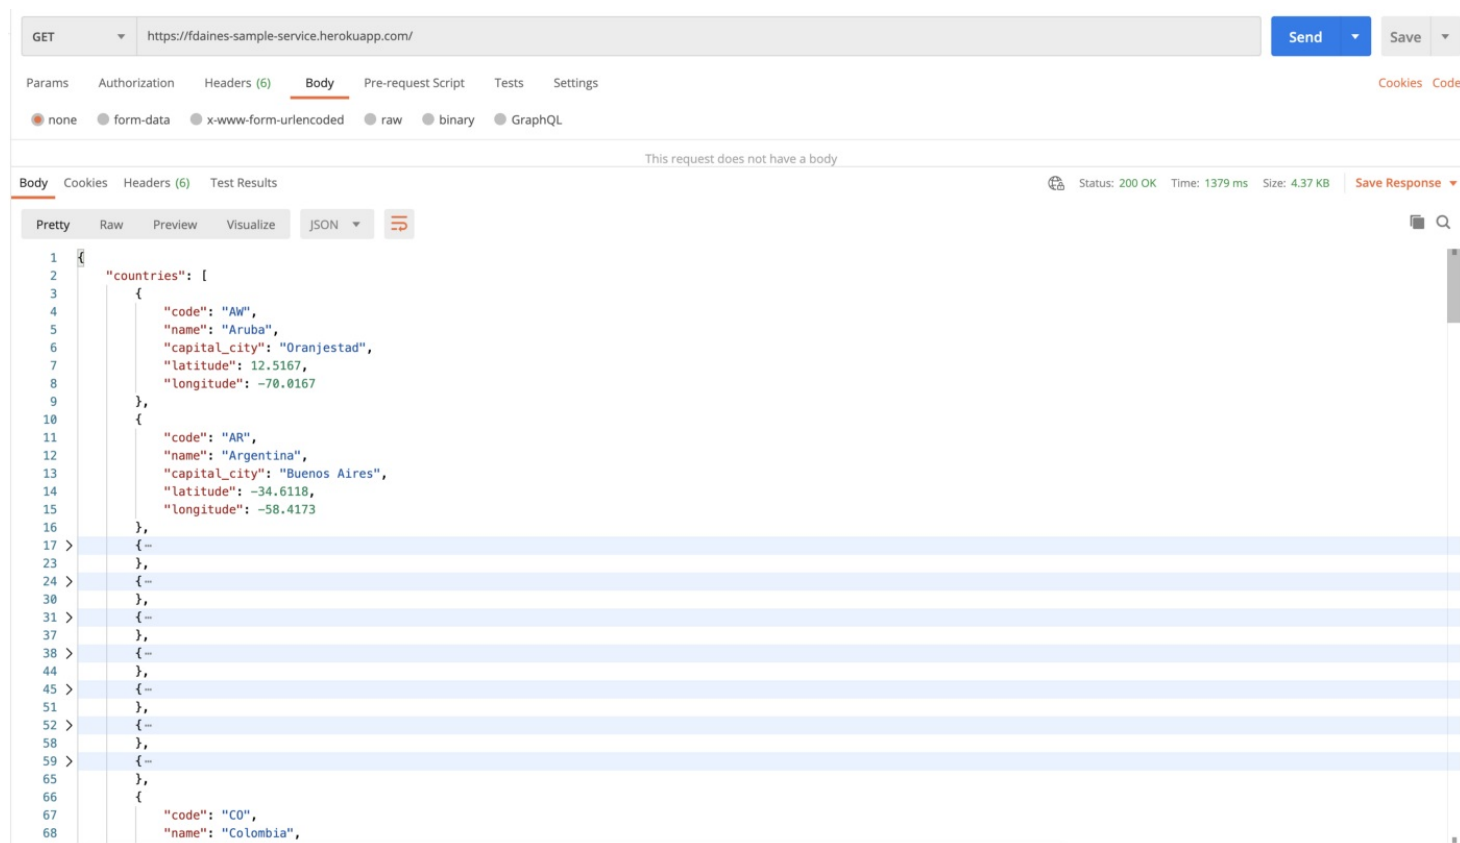 GET https://fdaines-sample-service.herokuapp.com/ Send Save
Params Authorization Headers (6) Body Pre-request Script Tests Settings Cookies Code
none form-data x-www-form-urlencoded raw binary GraphQL
This request does not have a body
Body Cookies Headers (6) Test Results Status: 200 OK Time: 1379 ms Size: 4.37 KB Save Response
Pretty Raw Preview Visualize JSON
1 {
2 "countries": [
3 {
4 "code": "AW",
5 "name": "Aruba",
6 "capital_city": "Oranjestad",
7 "latitude": 12.5167,
8 "longitude": -70.0167
9 },
10 {
11 "code": "AR",
12 "name": "Argentina",
13 "capital_city": "Buenos Aires",
14 "latitude": -34.6118,
15 "longitude": -58.4173
16 },
17 {⋯
23 },
24 {⋯
30 },
31 {⋯
37 },
38 {⋯
44 },
45 {⋯
51 },
52 {⋯
58 },
59 {⋯
65 },
66 {
67 "code": "CO",
68 "name": "Colombia",